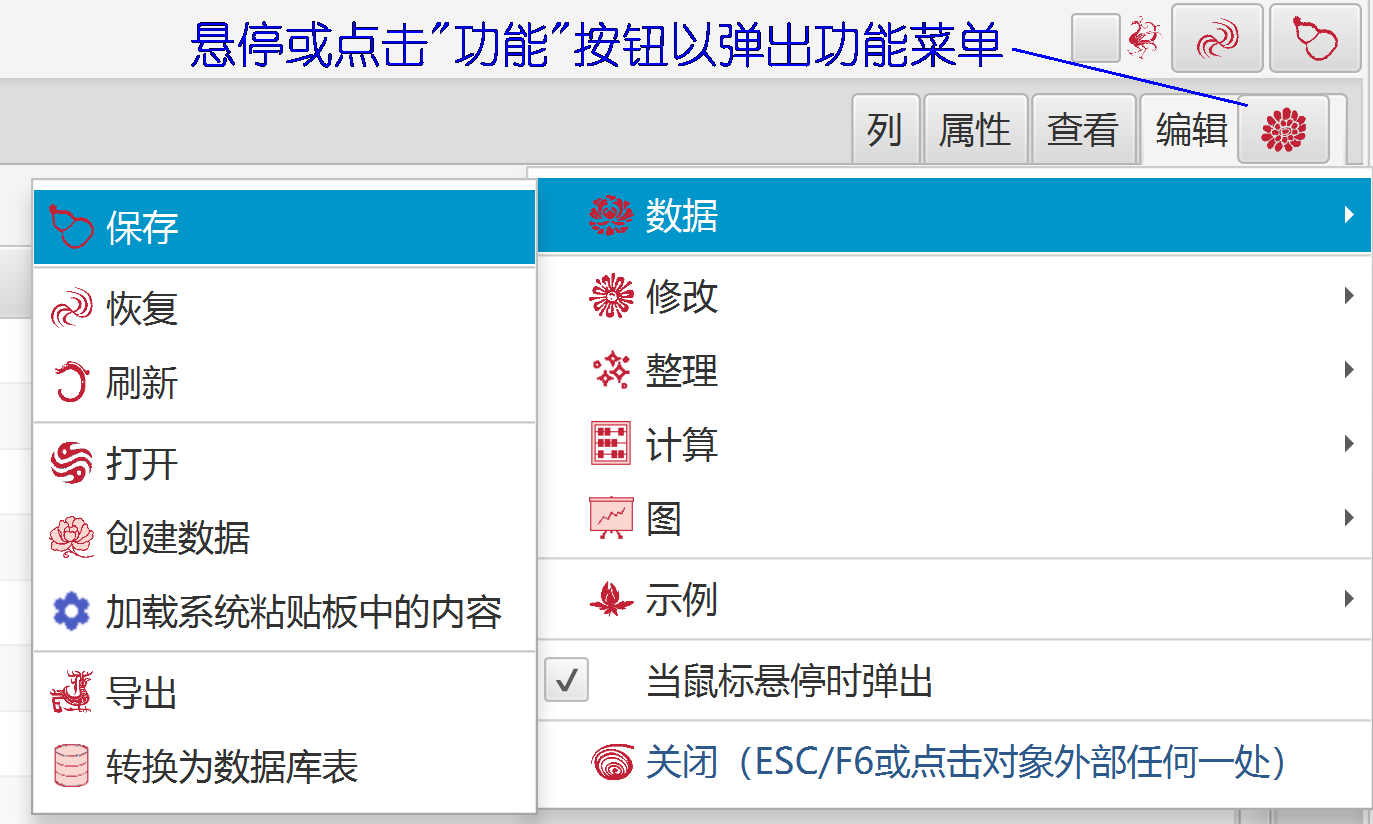 悬停或点击"功能"按钮以弹出功能菜单
列
属性
查看
编辑
保存
恢复
刷新
打开
创建数据
加载系统粘贴板中的内容
导出
转换为数据库表
数据
修改
整理
计算
图
示例
当鼠标悬停时弹出
关闭（ESC/F6或点击对象外部任何一处）